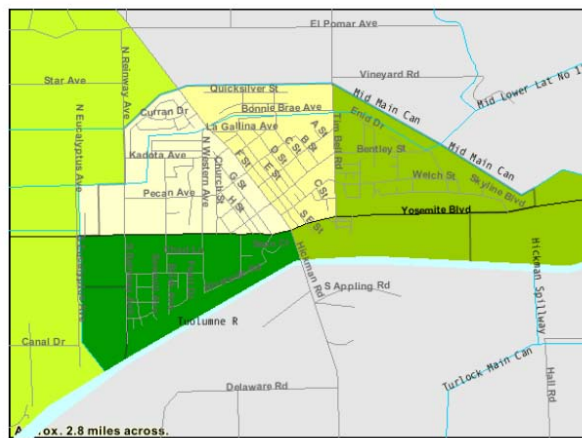 El Pomar Ave
Star Ave
N Reinway Ave
Vineyard Rd
Mid Lower Lat No 1
Quicksilver St
Mid Main Can
N Eucalyptus Ave
Curran Dr
Bonnie Brae Ave
La Gallina Ave
A St
Tim Bell Rd
Enid Dr
B St
C St
D St
Bentley St
Mid Main Can
Kadota Ave
N Western Ave
F St
E St
Church St
G St
Welch St
Skyline Blvd
Pecan Ave
H St
C St
S E St
Yosemite Blvd
Hickman Rd
Hickman Spillway
S Appling Rd
Tuolumne R
Canal Dr
Turlock Main Can
Delaware Rd
Hall Rd
rox. 2.8 miles across.